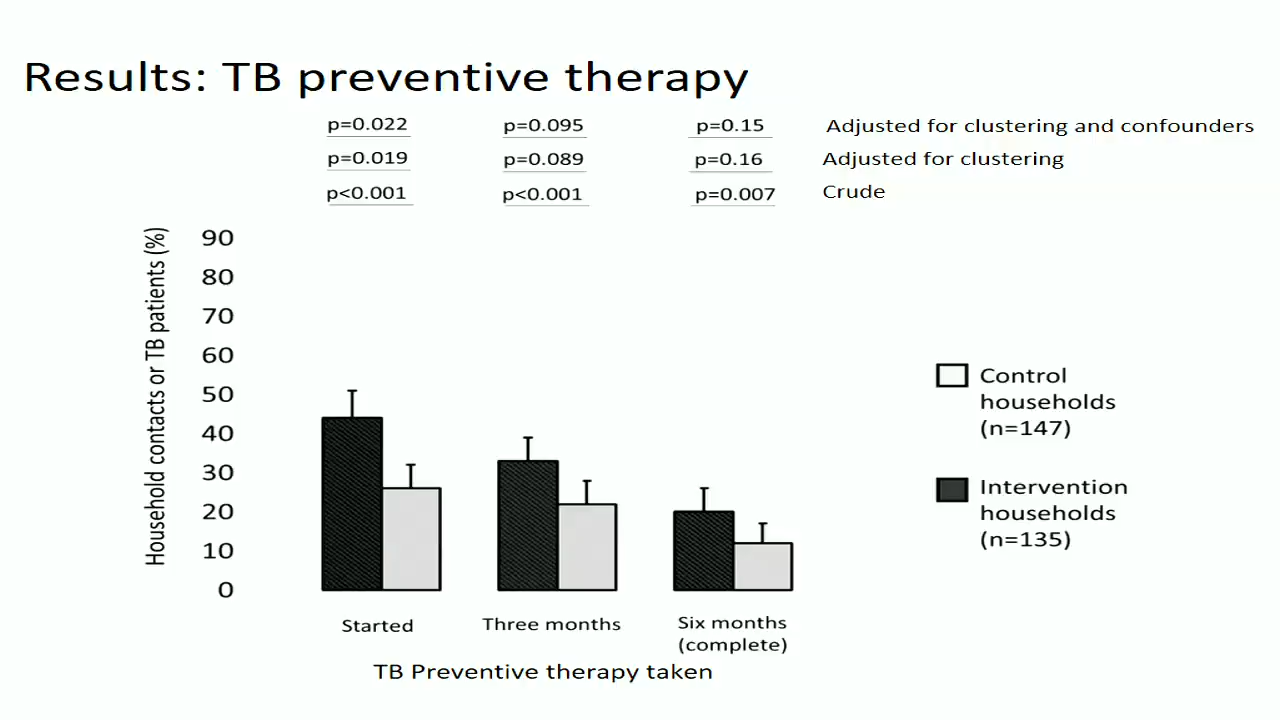 Results: TB preventive therapy
p=0.022 p=0.095 p=0.15 Adjusted for clustering and confounders
p=0.019 p=0.089 p=0.16 Adjusted for clustering
p<0.001 p<0.001 p=0.007 Crude
Household contacts or TB patients (%)
90
80
70
60
50
40
30
20
10
0
Control
households
(n=147)
Intervention
households
(n=135)
Started
Three months
Six months
(complete)
TB Preventive therapy taken